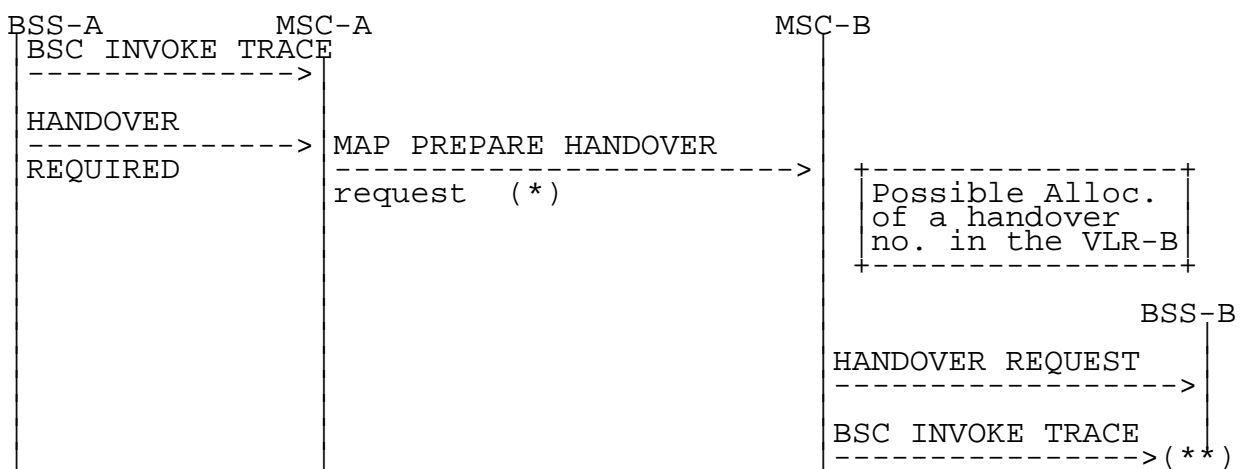 BSS-A MSC-A MSC-B
BSC INVOKE TRACE
-------------->
HANDOVER
--------------> MAP PREPARE HANDOVER
REQUIRED ------------------------>
request (*)
+----------------+
Possible Alloc.
of a handover
no. in the VLR-B
+----------------+
BSS-B
HANDOVER REQUEST
------------------>
BSC INVOKE TRACE
---------------->(**)